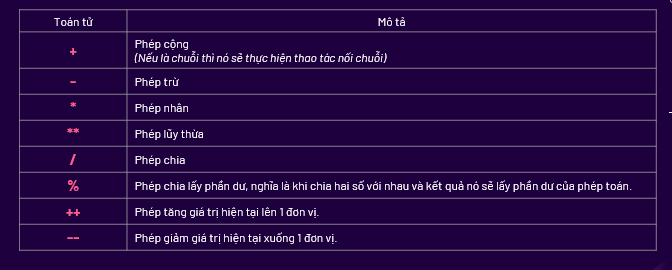 Toán tử Mô tả
+ Phép cộng
(Nếu là chuỗi thì nó sẽ thực hiện thao tác nối chuỗi)
- Phép trừ
* Phép nhân
** Phép lũy thừa
/ Phép chia
% Phép chia lấy phần dư, nghĩa là khi chia hai số với nhau và kết quả nó sẽ lấy phần dư của phép toán.
++ Phép tăng giá trị hiện tại lên 1 đơn vị.
-- Phép giảm giá trị hiện tại xuống 1 đơn vị.